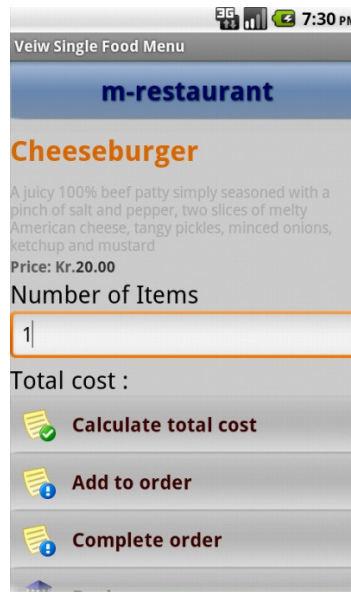 3G 7:30 PM
Veiw Single Food Menu
m-restaurant
Cheeseburger
A juicy 100% beef patty simply seasoned with a
pinch of salt and pepper, two slices of melty
American cheese, tangy pickles, minced onions,
ketchup and mustard
Price: Kr.20.00
Number of Items
1
Total cost :
Calculate total cost
Add to order
Complete order